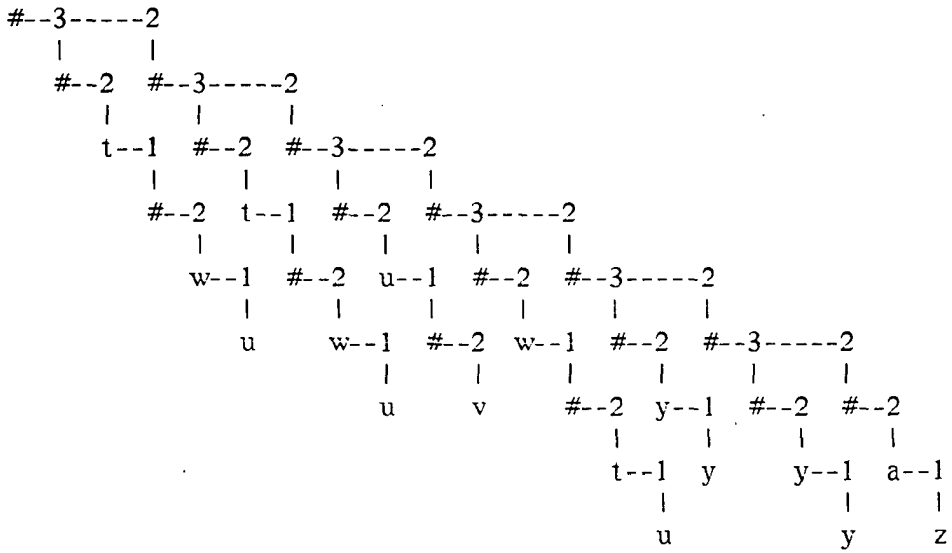 #--3-----2
| |
#--2 #--3-----2
| | |
t--1 #--2 #--3-----2
| | | |
#--2 t--1 #--2 #--3-----2
| | | | |
w--1 #--2 u--1 #--2 #--3-----2
| | | | | |
u w--1 #--2 w--1 #--2 #--3-----2
| | | | | |
u v #--2 y--1 #--2 #--2
| | | |
t--1 y y--1 a--1
| | |
u y z